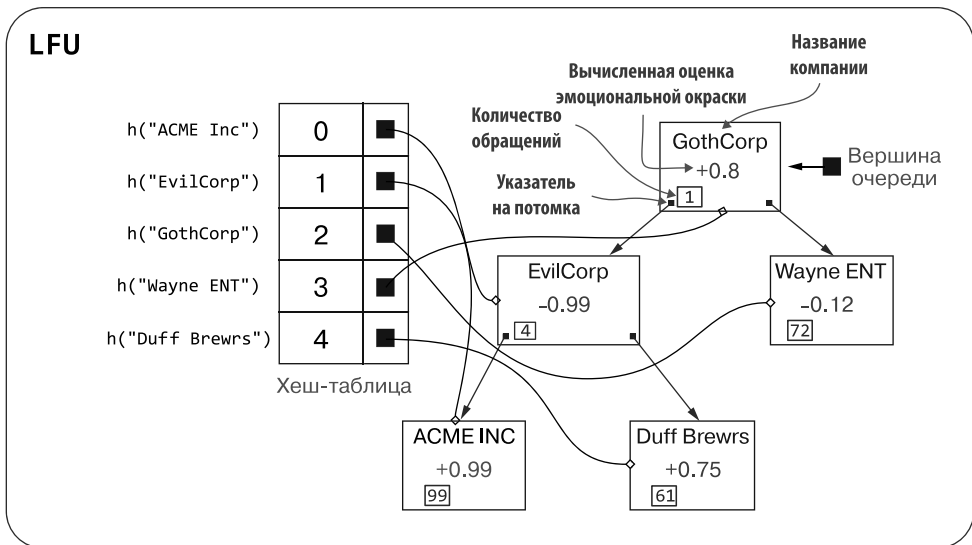 LFU
Название
компании
Вычисленная оценка
эмоциональной окраски
Количество
обращений
Указатель
на потомка
Вершина
очереди
h("ACME Inc")
0
h("EvilCorp")
1
h("GothCorp")
2
h("Wayne ENT")
3
h("Duff Brewrs")
4
Хеш-таблица
GothCorp
+0.8
1
EvilCorp
−0.99
4
Wayne ENT
−0.12
72
ACME INC
+0.99
99
Duff Brewrs
+0.75
61